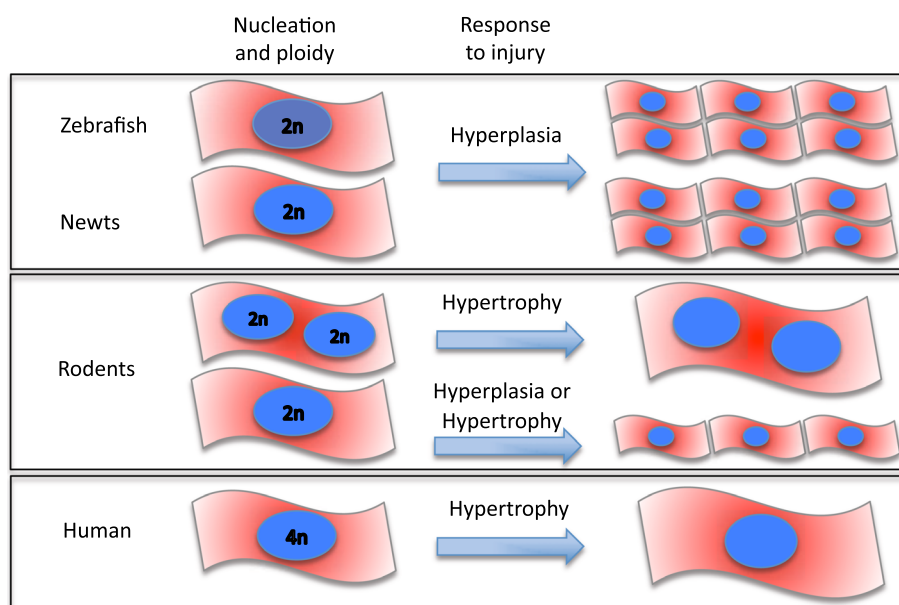 Nucleation
and ploidy
Response
to injury
Zebrafish
2n
Hyperplasia
Newts
2n
Rodents
2n
2n
Hypertrophy
2n
Hyperplasia or
Hypertrophy
Human
4n
Hypertrophy